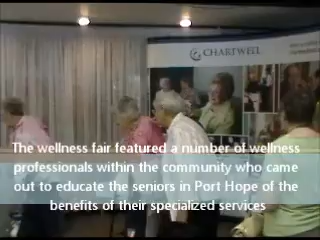 CHARTWELL
The wellness fair featured a number of wellness
professionals within the community who came
out to educate the seniors in Port Hope of the
benefits of their specialized services